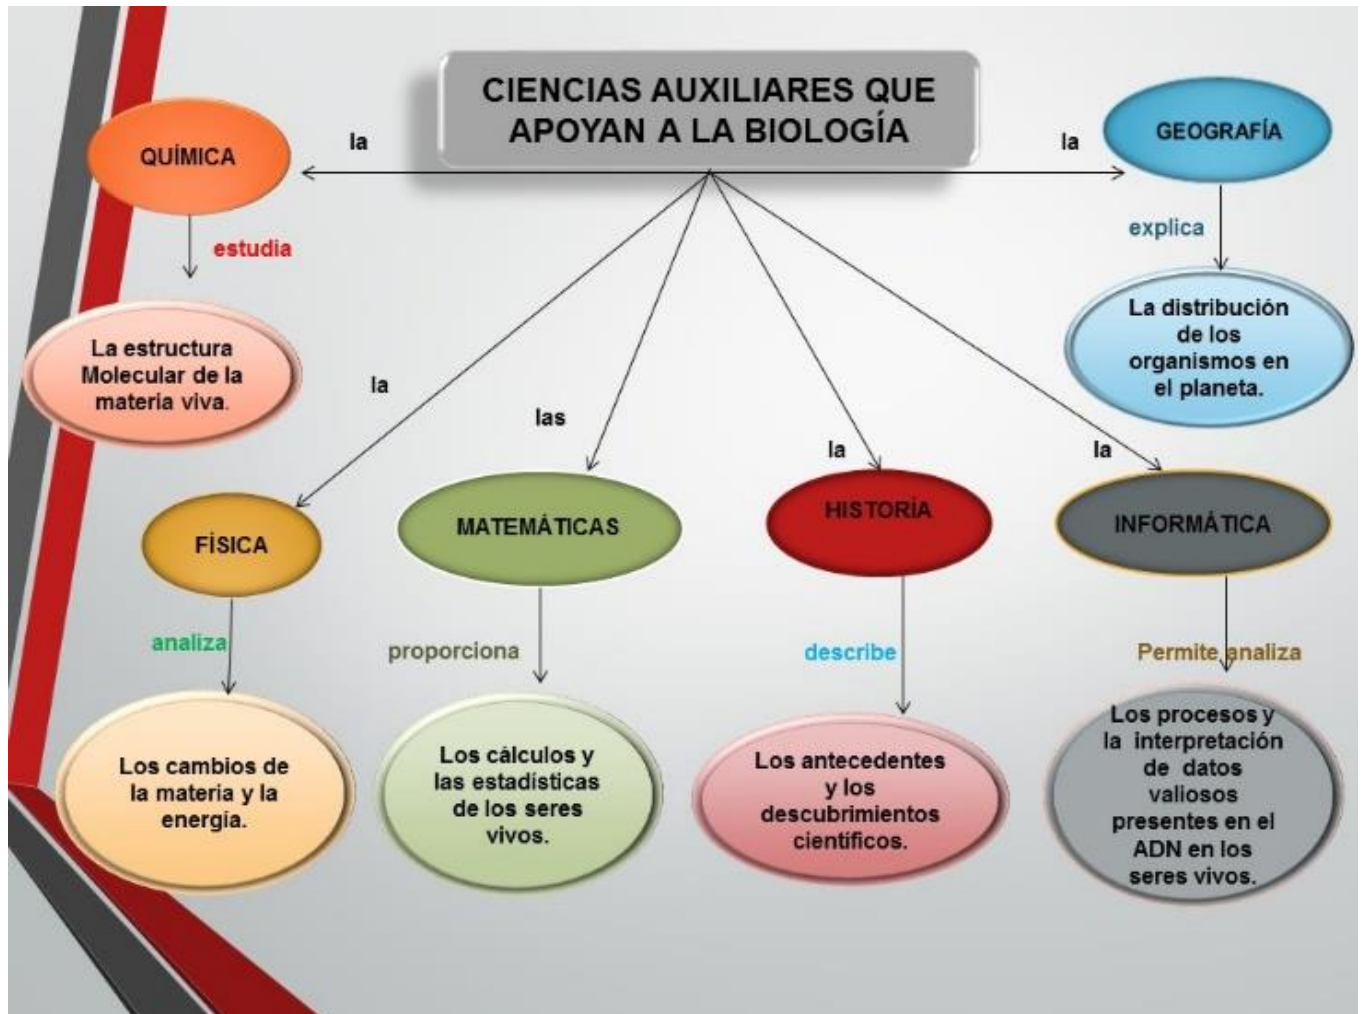 CIENCIAS AUXILIARES QUE
APOYAN A LA BIOLOGÍA
la
QUÍMICA
estudia
La estructura
Molecular de la
materia viva.
la
GEOGRAFÍA
explica
La distribución
de los
organismos en
el planeta.
la
FÍSICA
analiza
Los cambios de
la materia y la
energía.
las
MATEMÁTICAS
proporciona
Los cálculos y
las estadísticas
de los seres
vivos.
la
HISTORÍA
describe
Los antecedentes
y los
descubrimientos
científicos.
la
INFORMÁTICA
Permite analiza
Los procesos y
la interpretación
de datos
valiosos
presentes en el
ADN en los
seres vivos.